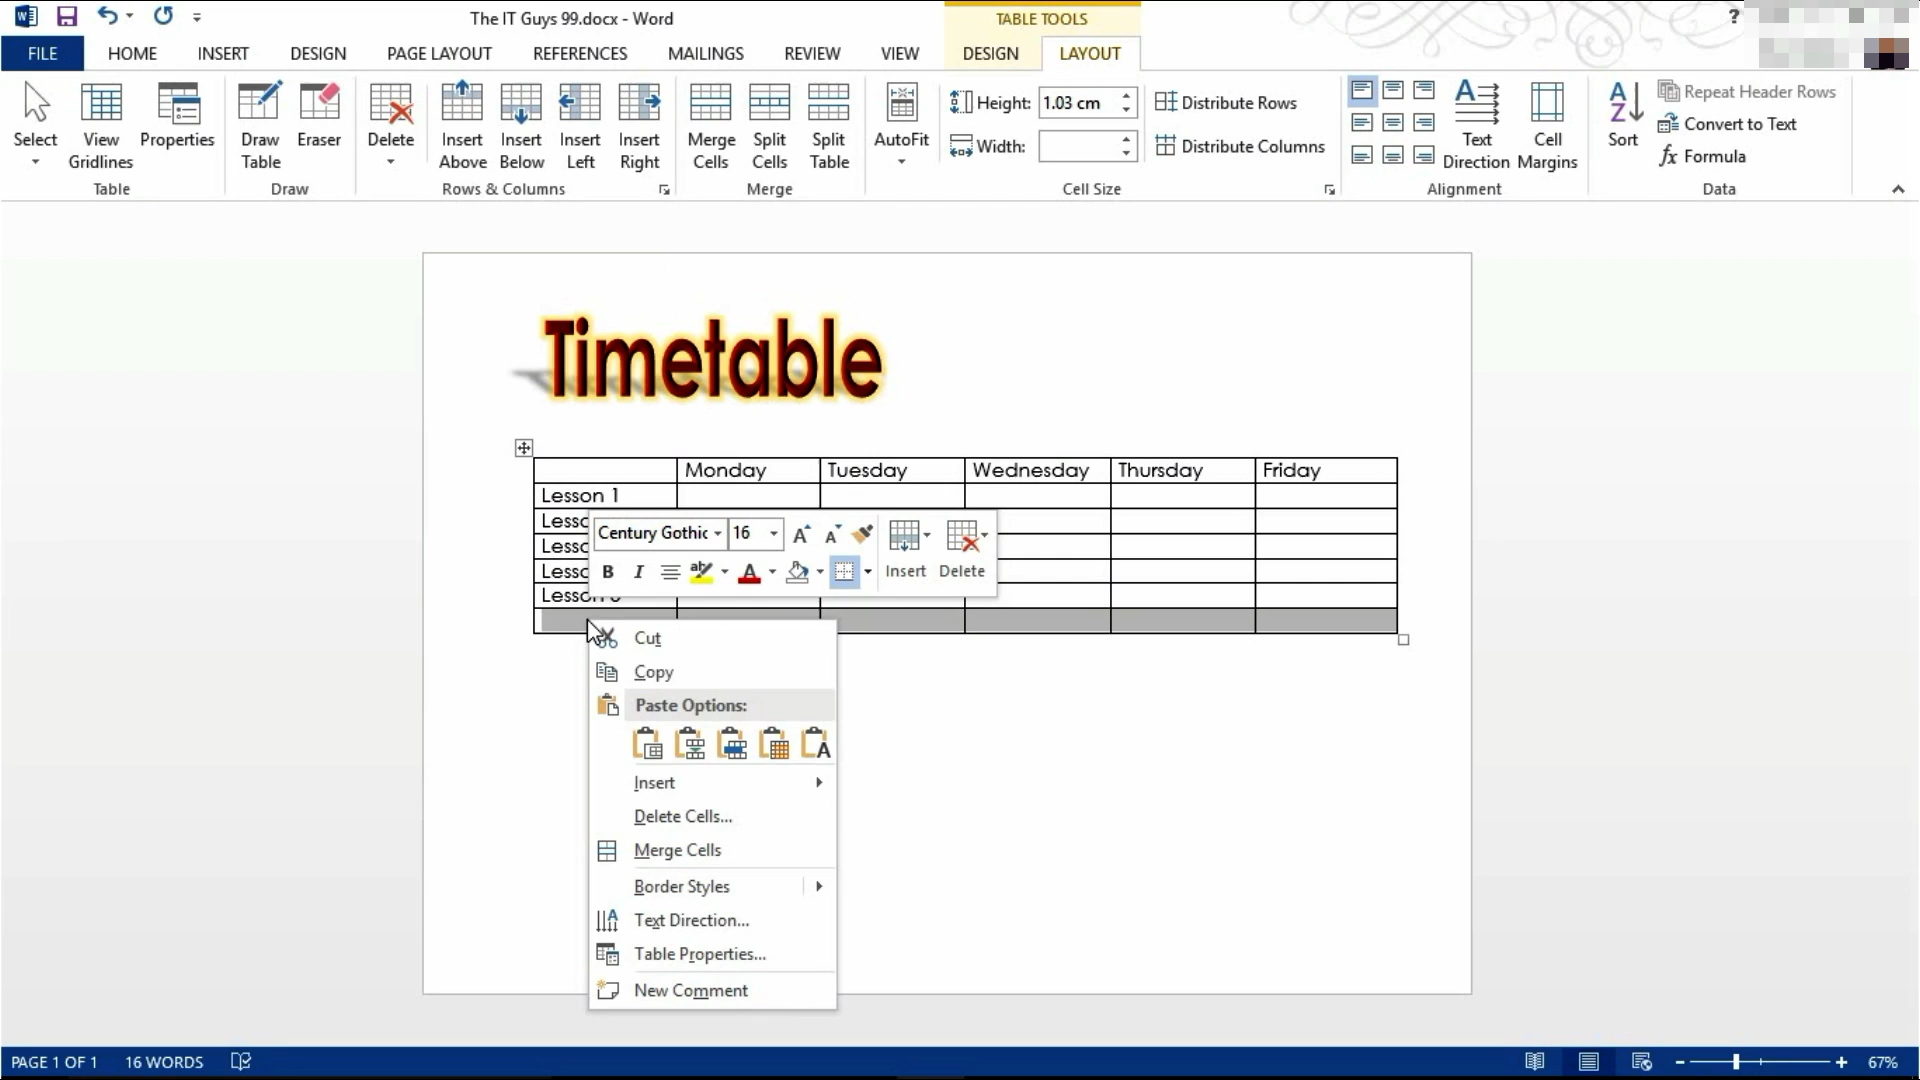 The IT Guys 99.docx - Word
TABLE TOOLS
?
FILE HOME INSERT DESIGN PAGE LAYOUT REFERENCES MAILINGS REVIEW VIEW DESIGN LAYOUT
Select
View Gridlines
Properties
Table
Draw Table
Eraser
Draw
Delete
Insert Above
Insert Below
Insert Left
Insert Right
Rows & Columns
Merge Cells
Split Cells
Split Table
Merge
AutoFit
Height: 1.03 cm
Width:
Distribute Rows
Distribute Columns
Cell Size
Text Direction
Cell Margins
Alignment
Sort
Repeat Header Rows
Convert to Text
Formula
Data
Timetable
Monday Tuesday Wednesday Thursday Friday
Lesson 1
Lesso
Lesso
Lesso
Lesson
Century Gothic 16
B I Insert Delete
Cut
Copy
Paste Options:
Insert
Delete Cells...
Merge Cells
Border Styles
Text Direction...
Table Properties...
New Comment
PAGE 1 OF 1 16 WORDS 67%